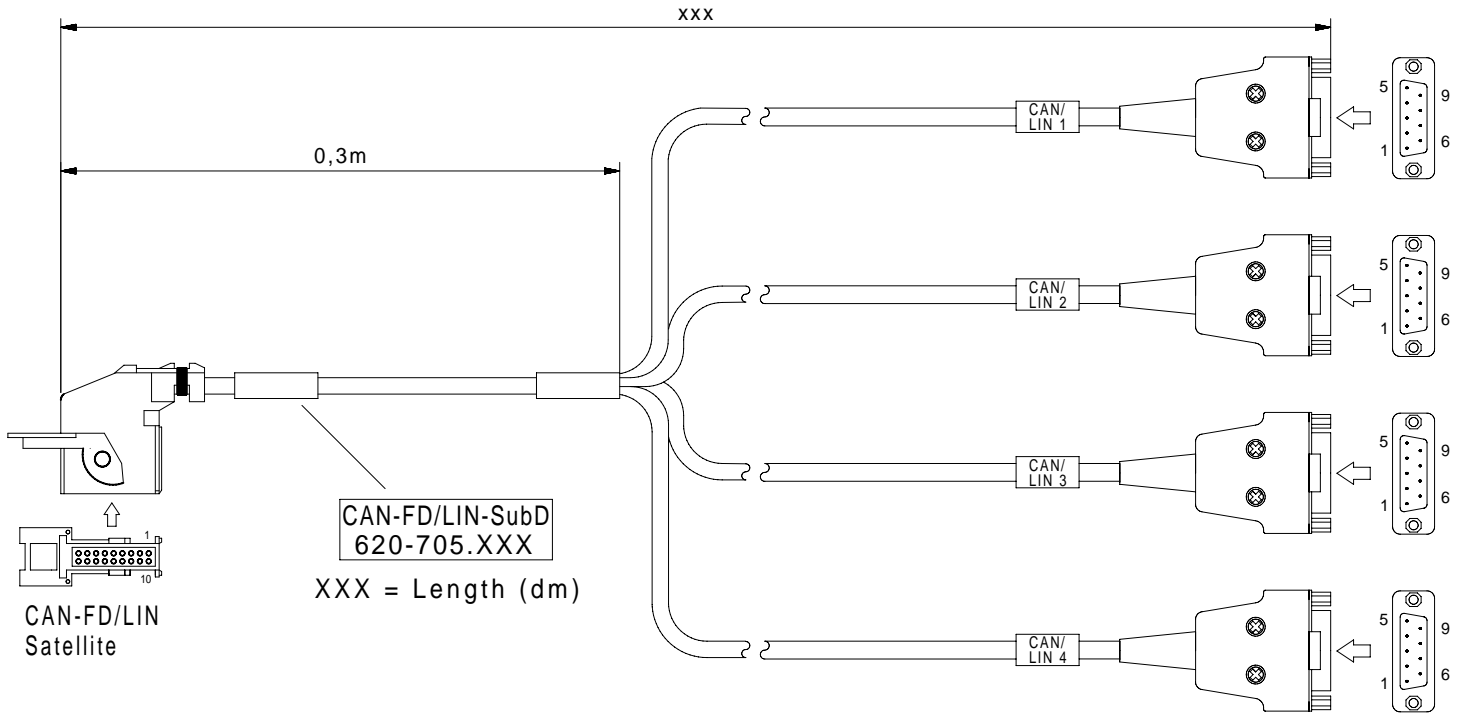 xxx
0,3m
CAN/
LIN 1
5
9
1
6
CAN/
LIN 2
5
9
1
6
CAN/
LIN 3
5
9
1
6
CAN/
LIN 4
5
9
1
6
CAN-FD/LIN-SubD
620-705.XXX
XXX = Length (dm)
1
10
CAN-FD/LIN
Satellite